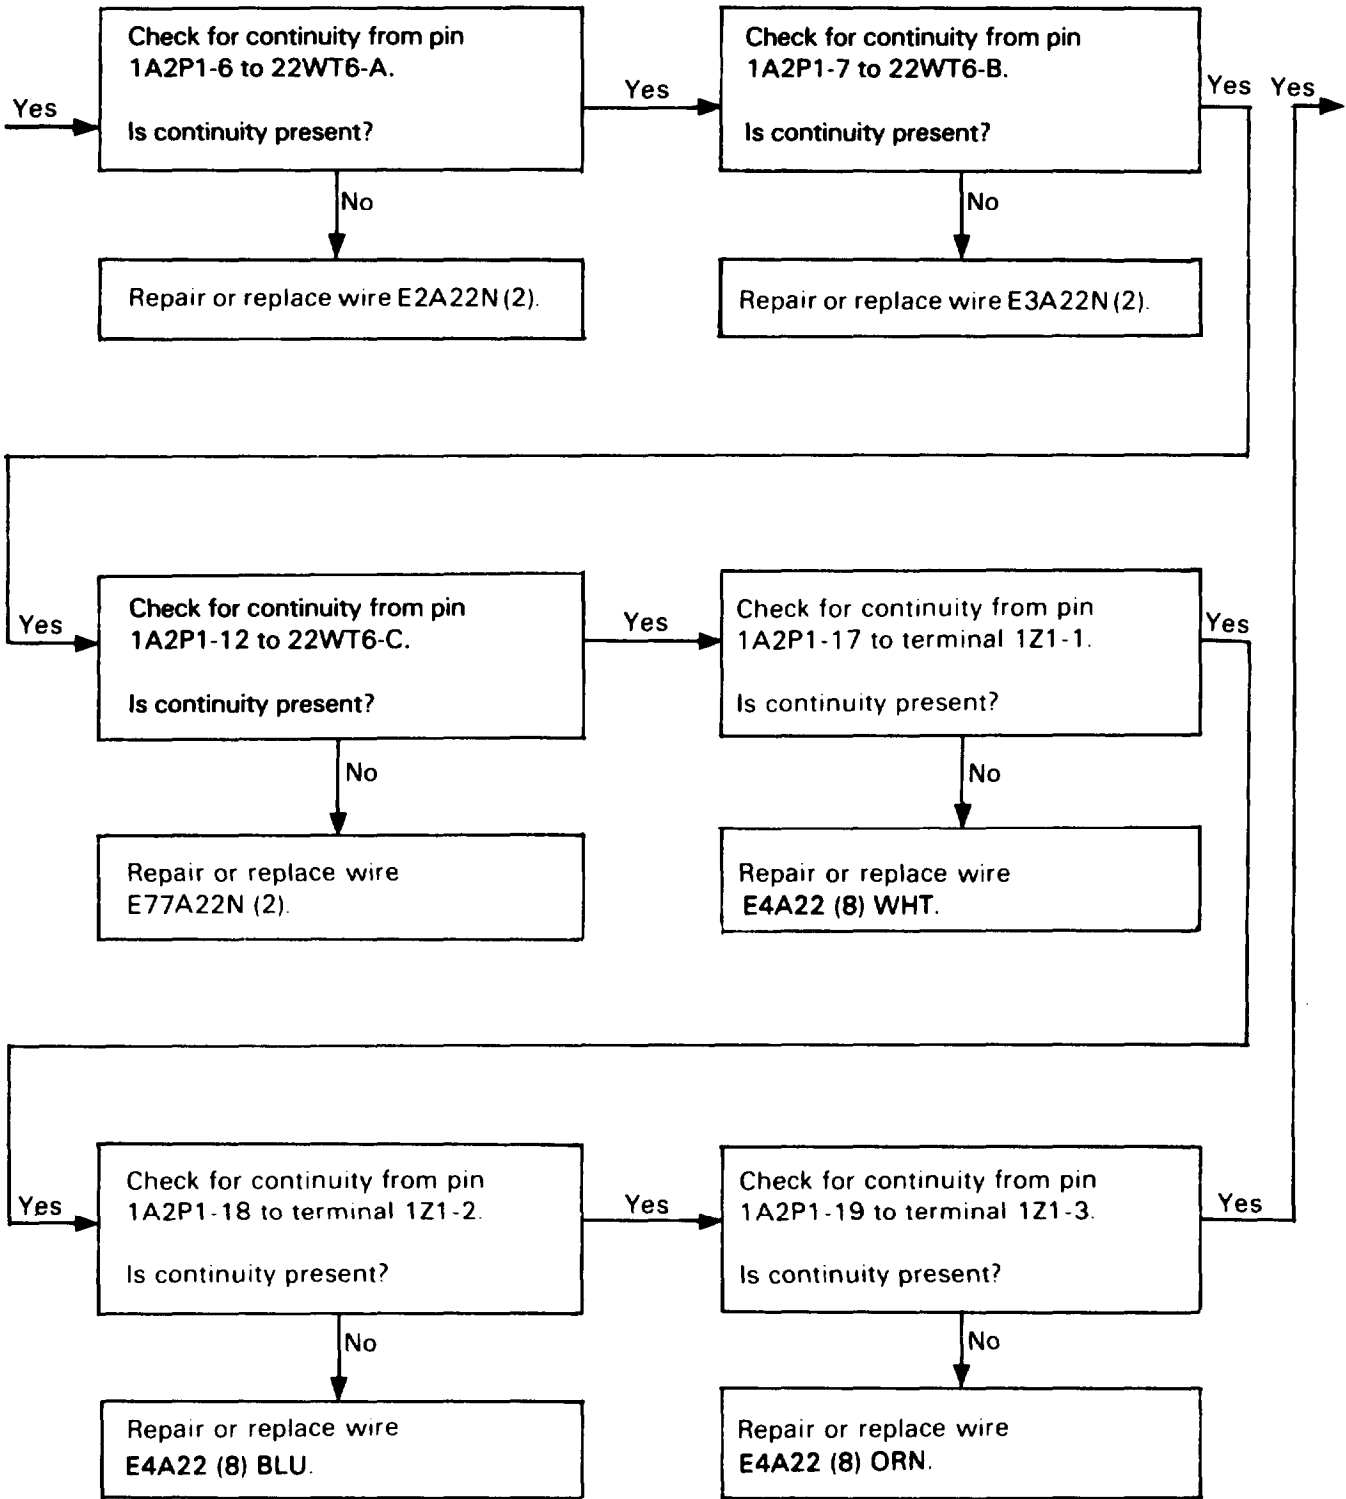 Yes
Check for continuity from pin
1A2P1-6 to 22WT6-A.
Is continuity present?
Yes
Check for continuity from pin
1A2P1-7 to 22WT6-B.
Is continuity present?
Yes
Yes
No
No
Repair or replace wire E2A22N (2).
Repair or replace wire E3A22N (2).
Yes
Check for continuity from pin
1A2P1-12 to 22WT6-C.
Is continuity present?
Yes
Check for continuity from pin
1A2P1-17 to terminal 1Z1-1.
Is continuity present?
Yes
No
No
Repair or replace wire
E77A22N (2).
Repair or replace wire
E4A22 (8) WHT.
Yes
Check for continuity from pin
1A2P1-18 to terminal 1Z1-2.
Is continuity present?
Yes
Check for continuity from pin
1A2P1-19 to terminal 1Z1-3.
Is continuity present?
Yes
No
No
Repair or replace wire
E4A22 (8) BLU.
Repair or replace wire
E4A22 (8) ORN.